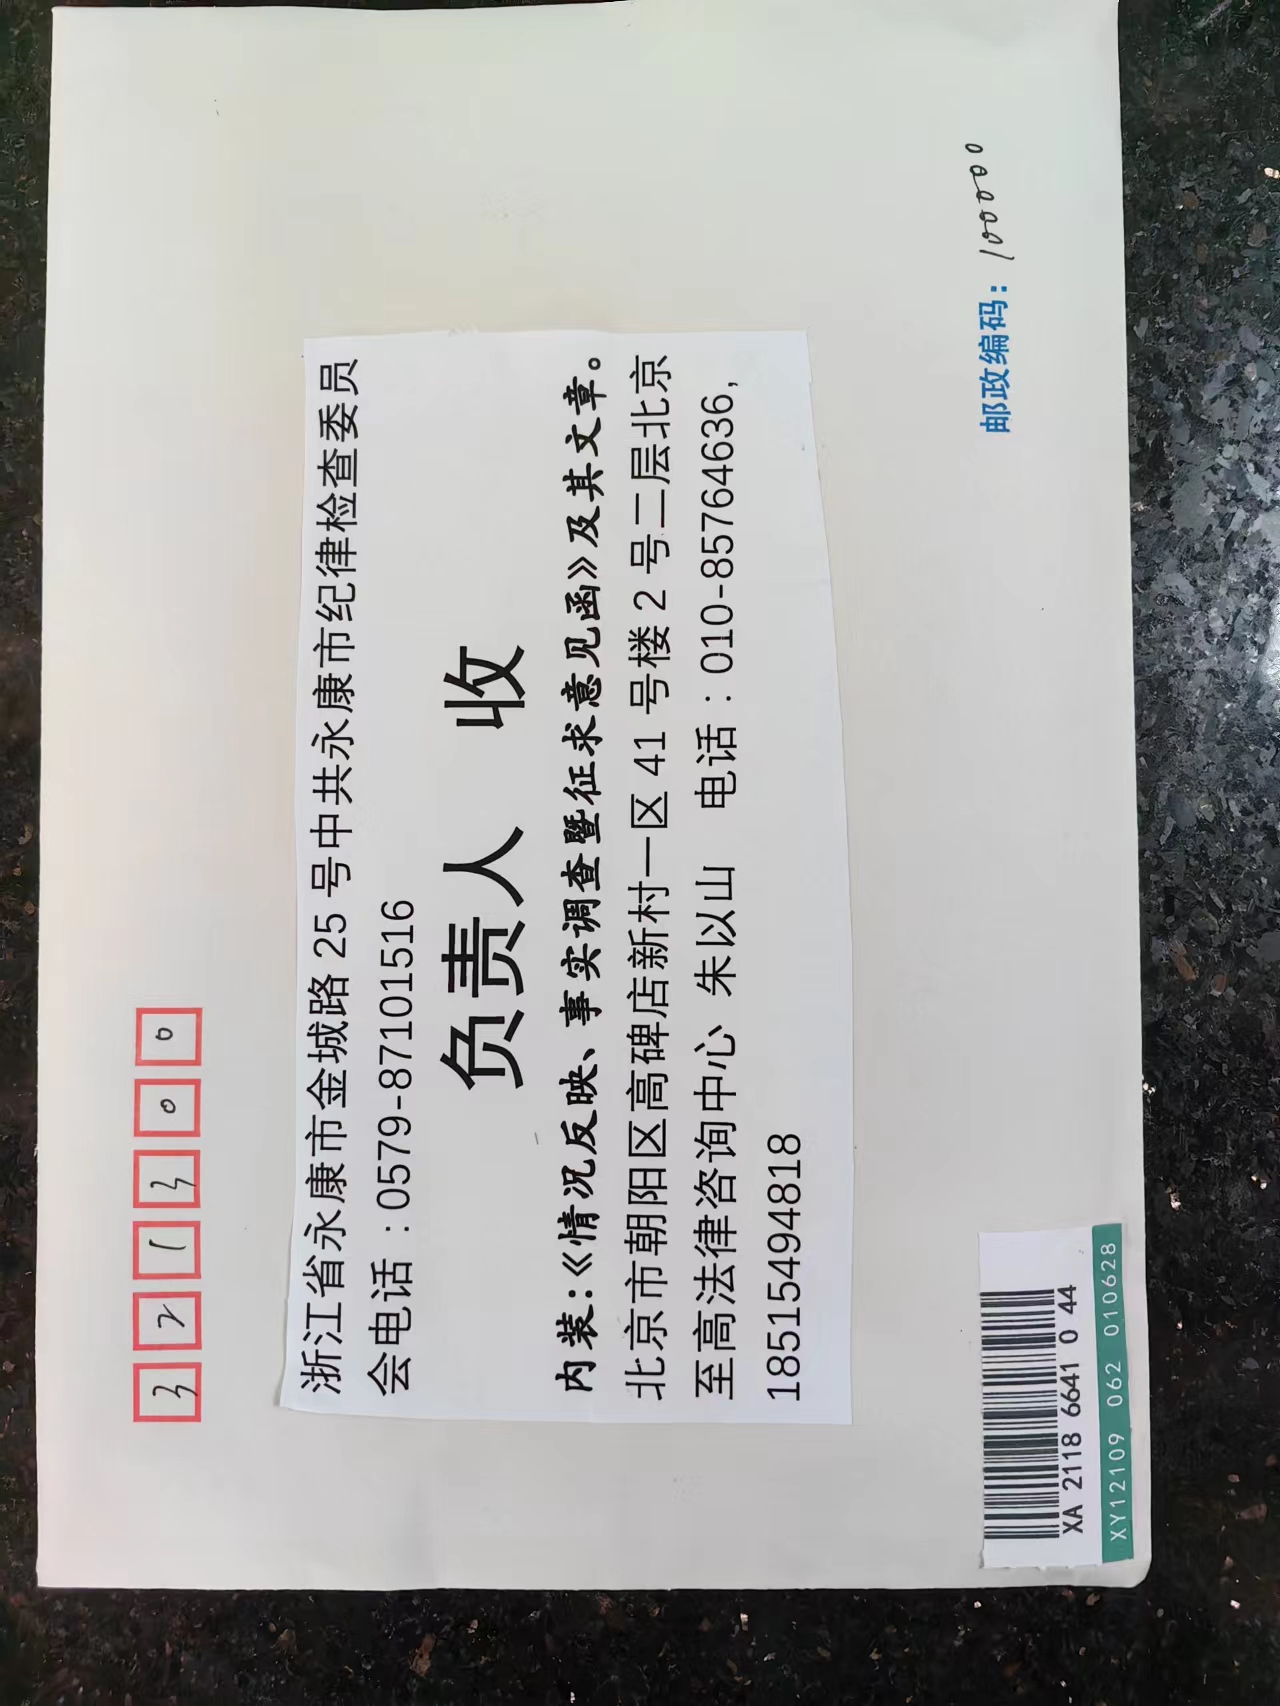 321300
浙江省永康市金城路 25 号中共永康市纪律检查委员
会电话：0579-87101516
负责人 收
内装：《情况反映、事实调查暨征求意见函》及其文章。
北京市朝阳区高碑店新村一区 41 号楼 2 号二层北京
至高法律咨询中心 朱以山 电话：010-85764636,
18515494818
邮政编码：100000
XA 2118 6641 0 44
XY12109 062 010628